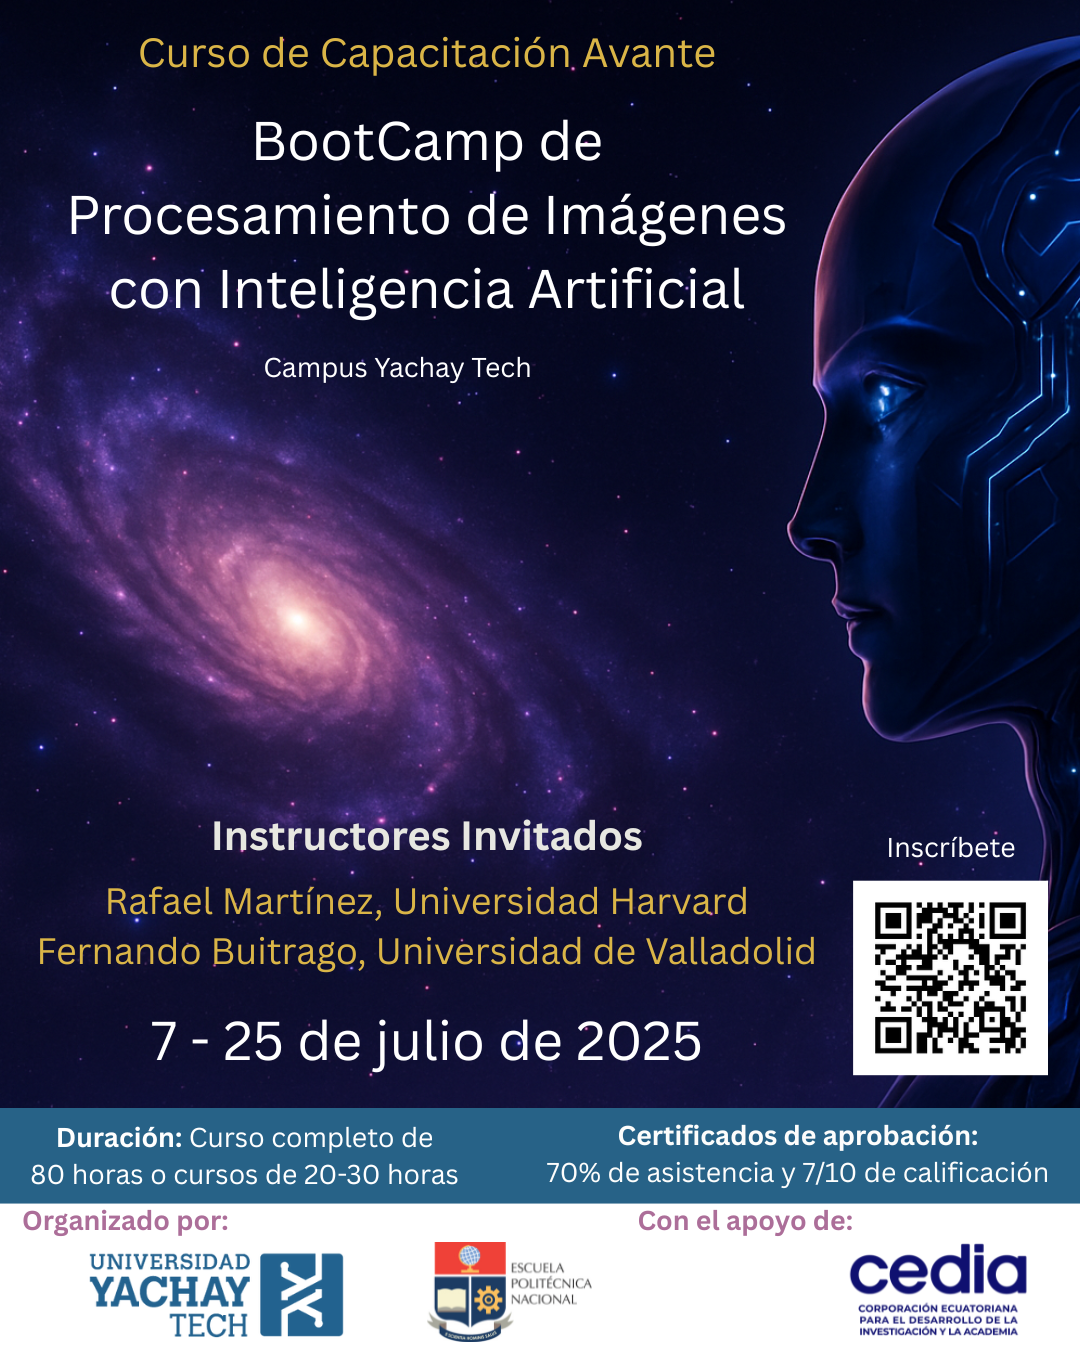 Curso de Capacitación Avante
BootCamp de
Procesamiento de Imágenes
con Inteligencia Artificial
Campus Yachay Tech
Instructores Invitados
Rafael Martínez, Universidad Harvard
Fernando Buitrago, Universidad de Valladolid
7 - 25 de julio de 2025
Inscríbete
Duración: Curso completo de
80 horas o cursos de 20-30 horas
Certificados de aprobación:
70% de asistencia y 7/10 de calificación
Organizado por:
UNIVERSIDAD
YACHAY
TECH
ESCUELA
POLITÉCNICA
NACIONAL
Con el apoyo de:
cedia
CORPORACIÓN ECUATORIANA
PARA EL DESARROLLO DE LA
INVESTIGACIÓN Y LA ACADEMIA